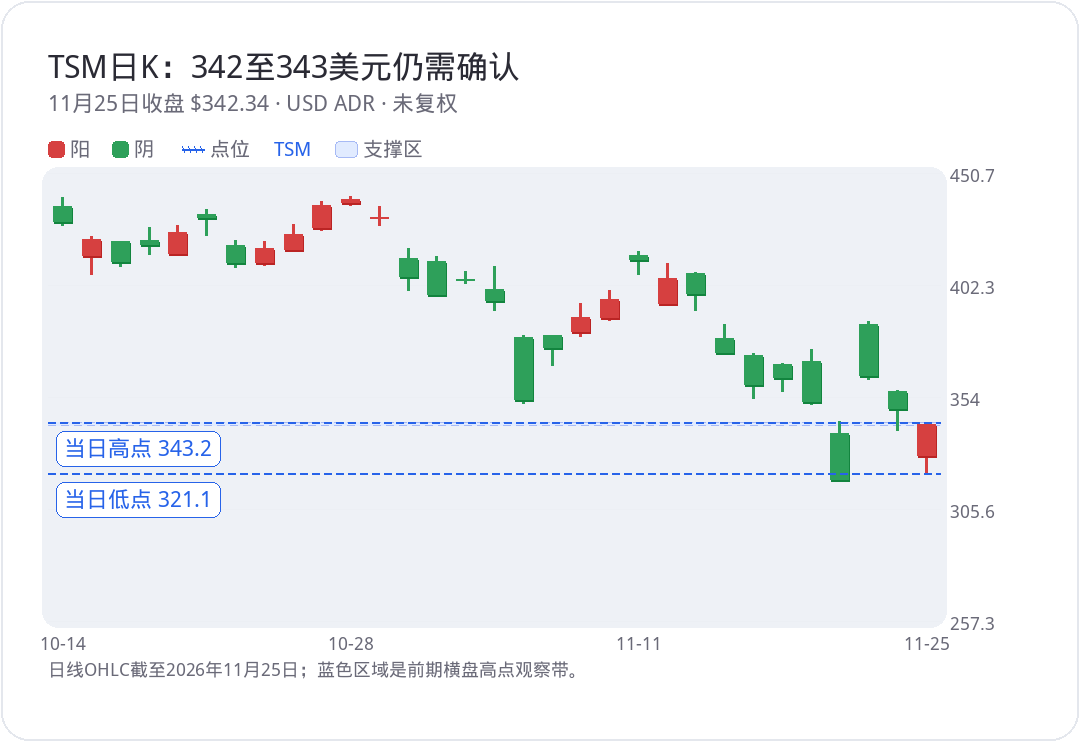 TSM日K：342至343美元仍需确认
11月25日收盘 $342.34 · USD ADR · 未复权
阳 阴 点位 TSM 支撑区
450.7
402.3
354
当日高点 343.2
当日低点 321.1
305.6
257.3
10-14 10-28 11-11 11-25
日线OHLC截至2026年11月25日；蓝色区域是前期横盘高点观察带。